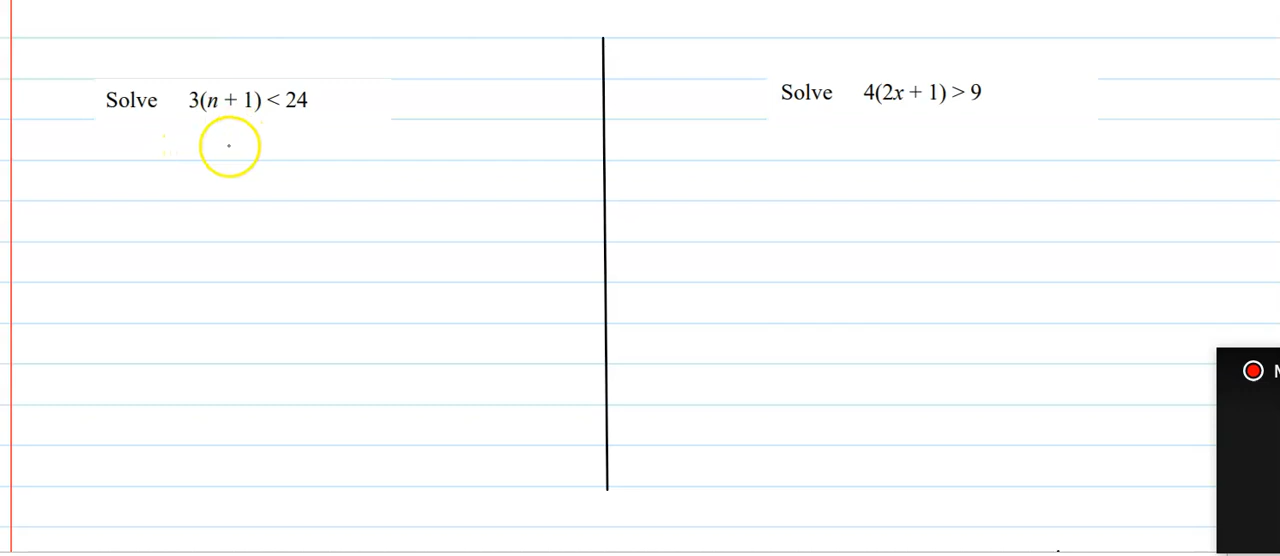 Solve 3(n + 1) < 24
Solve 4(2x + 1) > 9